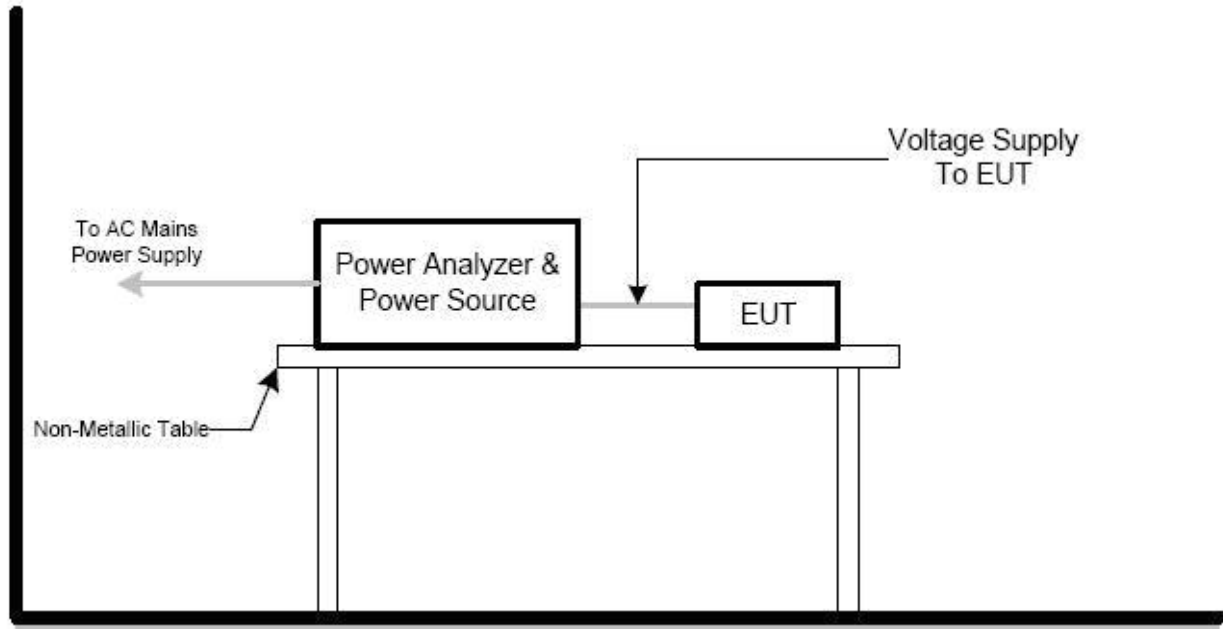 Voltage Supply
To EUT
To AC Mains
Power Supply
Power Analyzer &
Power Source
EUT
Non-Metallic Table